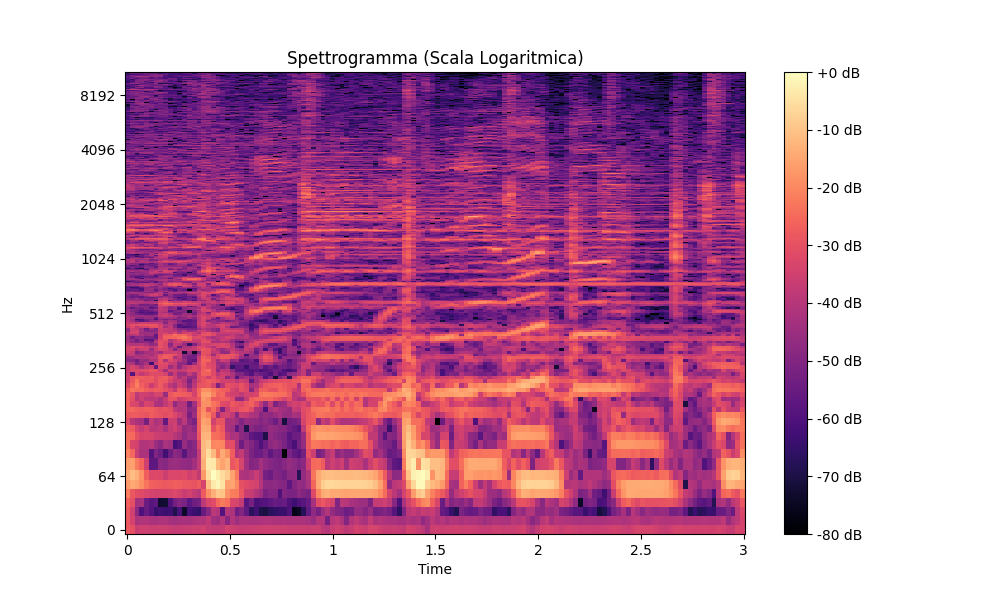 Spettrogramma (Scala Logaritmica)
8192
4096
2048
1024
512
256
128
64
0
Hz
0
0.5
1
1.5
2
2.5
3
Time
+0 dB
-10 dB
-20 dB
-30 dB
-40 dB
-50 dB
-60 dB
-70 dB
-80 dB